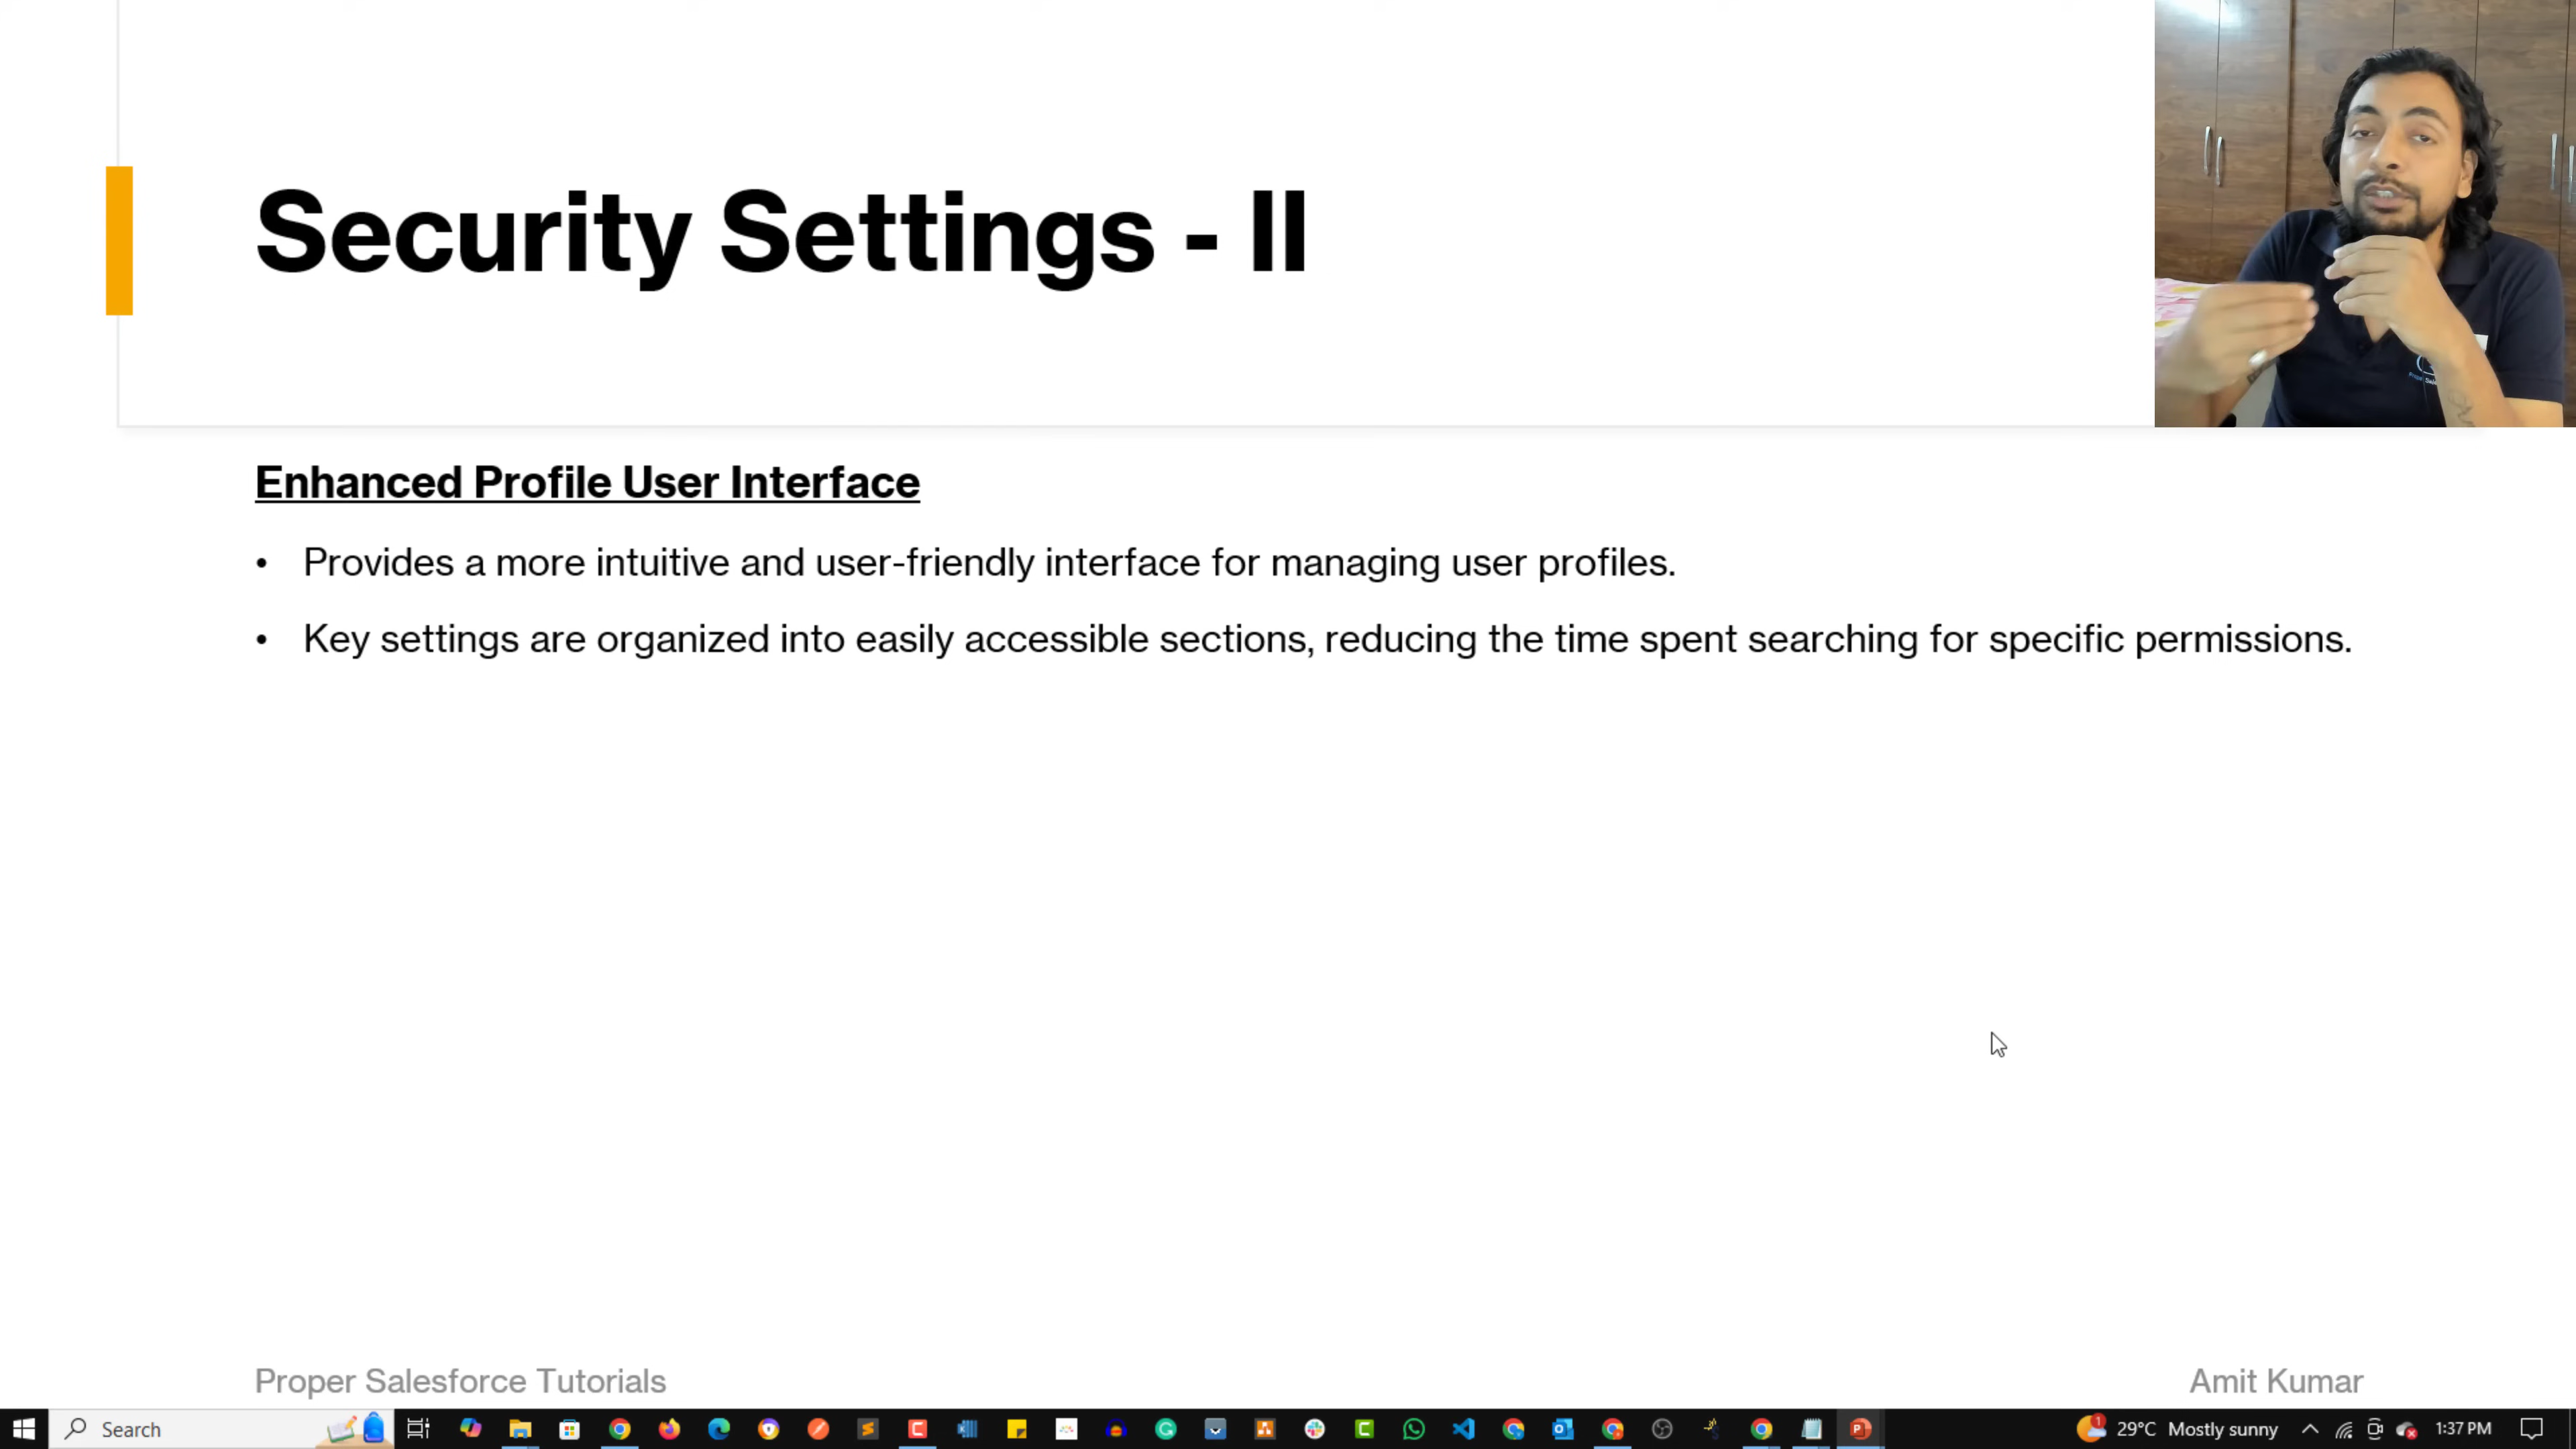 Security Settings - II
Enhanced Profile User Interface
• Provides a more intuitive and user-friendly interface for managing user profiles.
• Key settings are organized into easily accessible sections, reducing the time spent searching for specific permissions.
Proper Salesforce Tutorials
Amit Kumar
Search
29°C Mostly sunny
1:37 PM